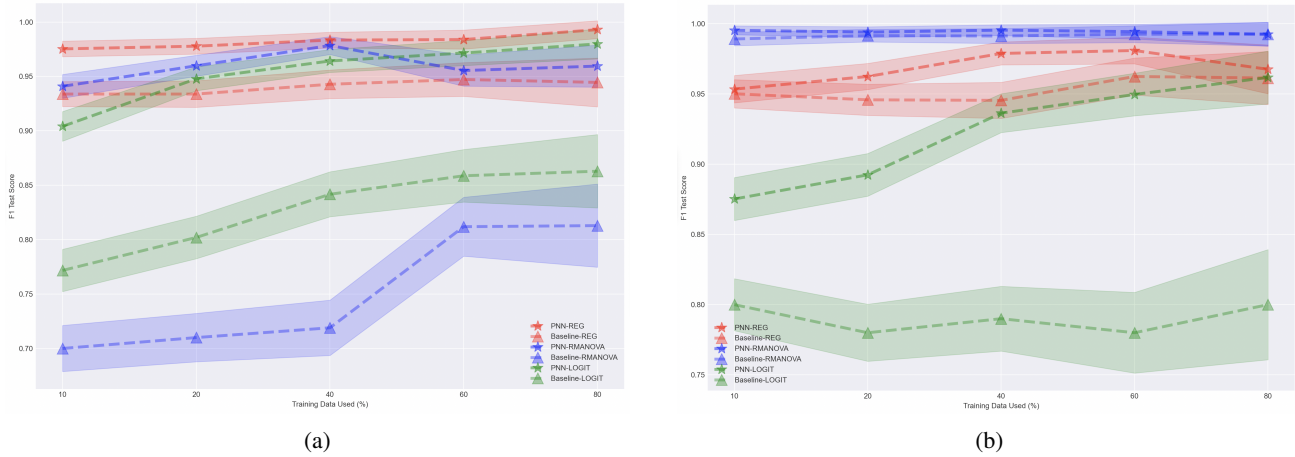 1.00
0.95
0.90
0.85
0.80
0.75
0.70
F1 Test Score
10
20
40
60
80
Training Data Used (%)
PNN-REG
Baseline-REG
PNN-RMANOVA
Baseline-RMANOVA
PNN-LOGIT
Baseline-LOGIT
(a)
1.00
0.95
0.90
0.85
0.80
0.75
F1 Test Score
10
20
40
60
80
Training Data Used (%)
PNN-REG
Baseline-REG
PNN-RMANOVA
Baseline-RMANOVA
PNN-LOGIT
Baseline-LOGIT
(b)